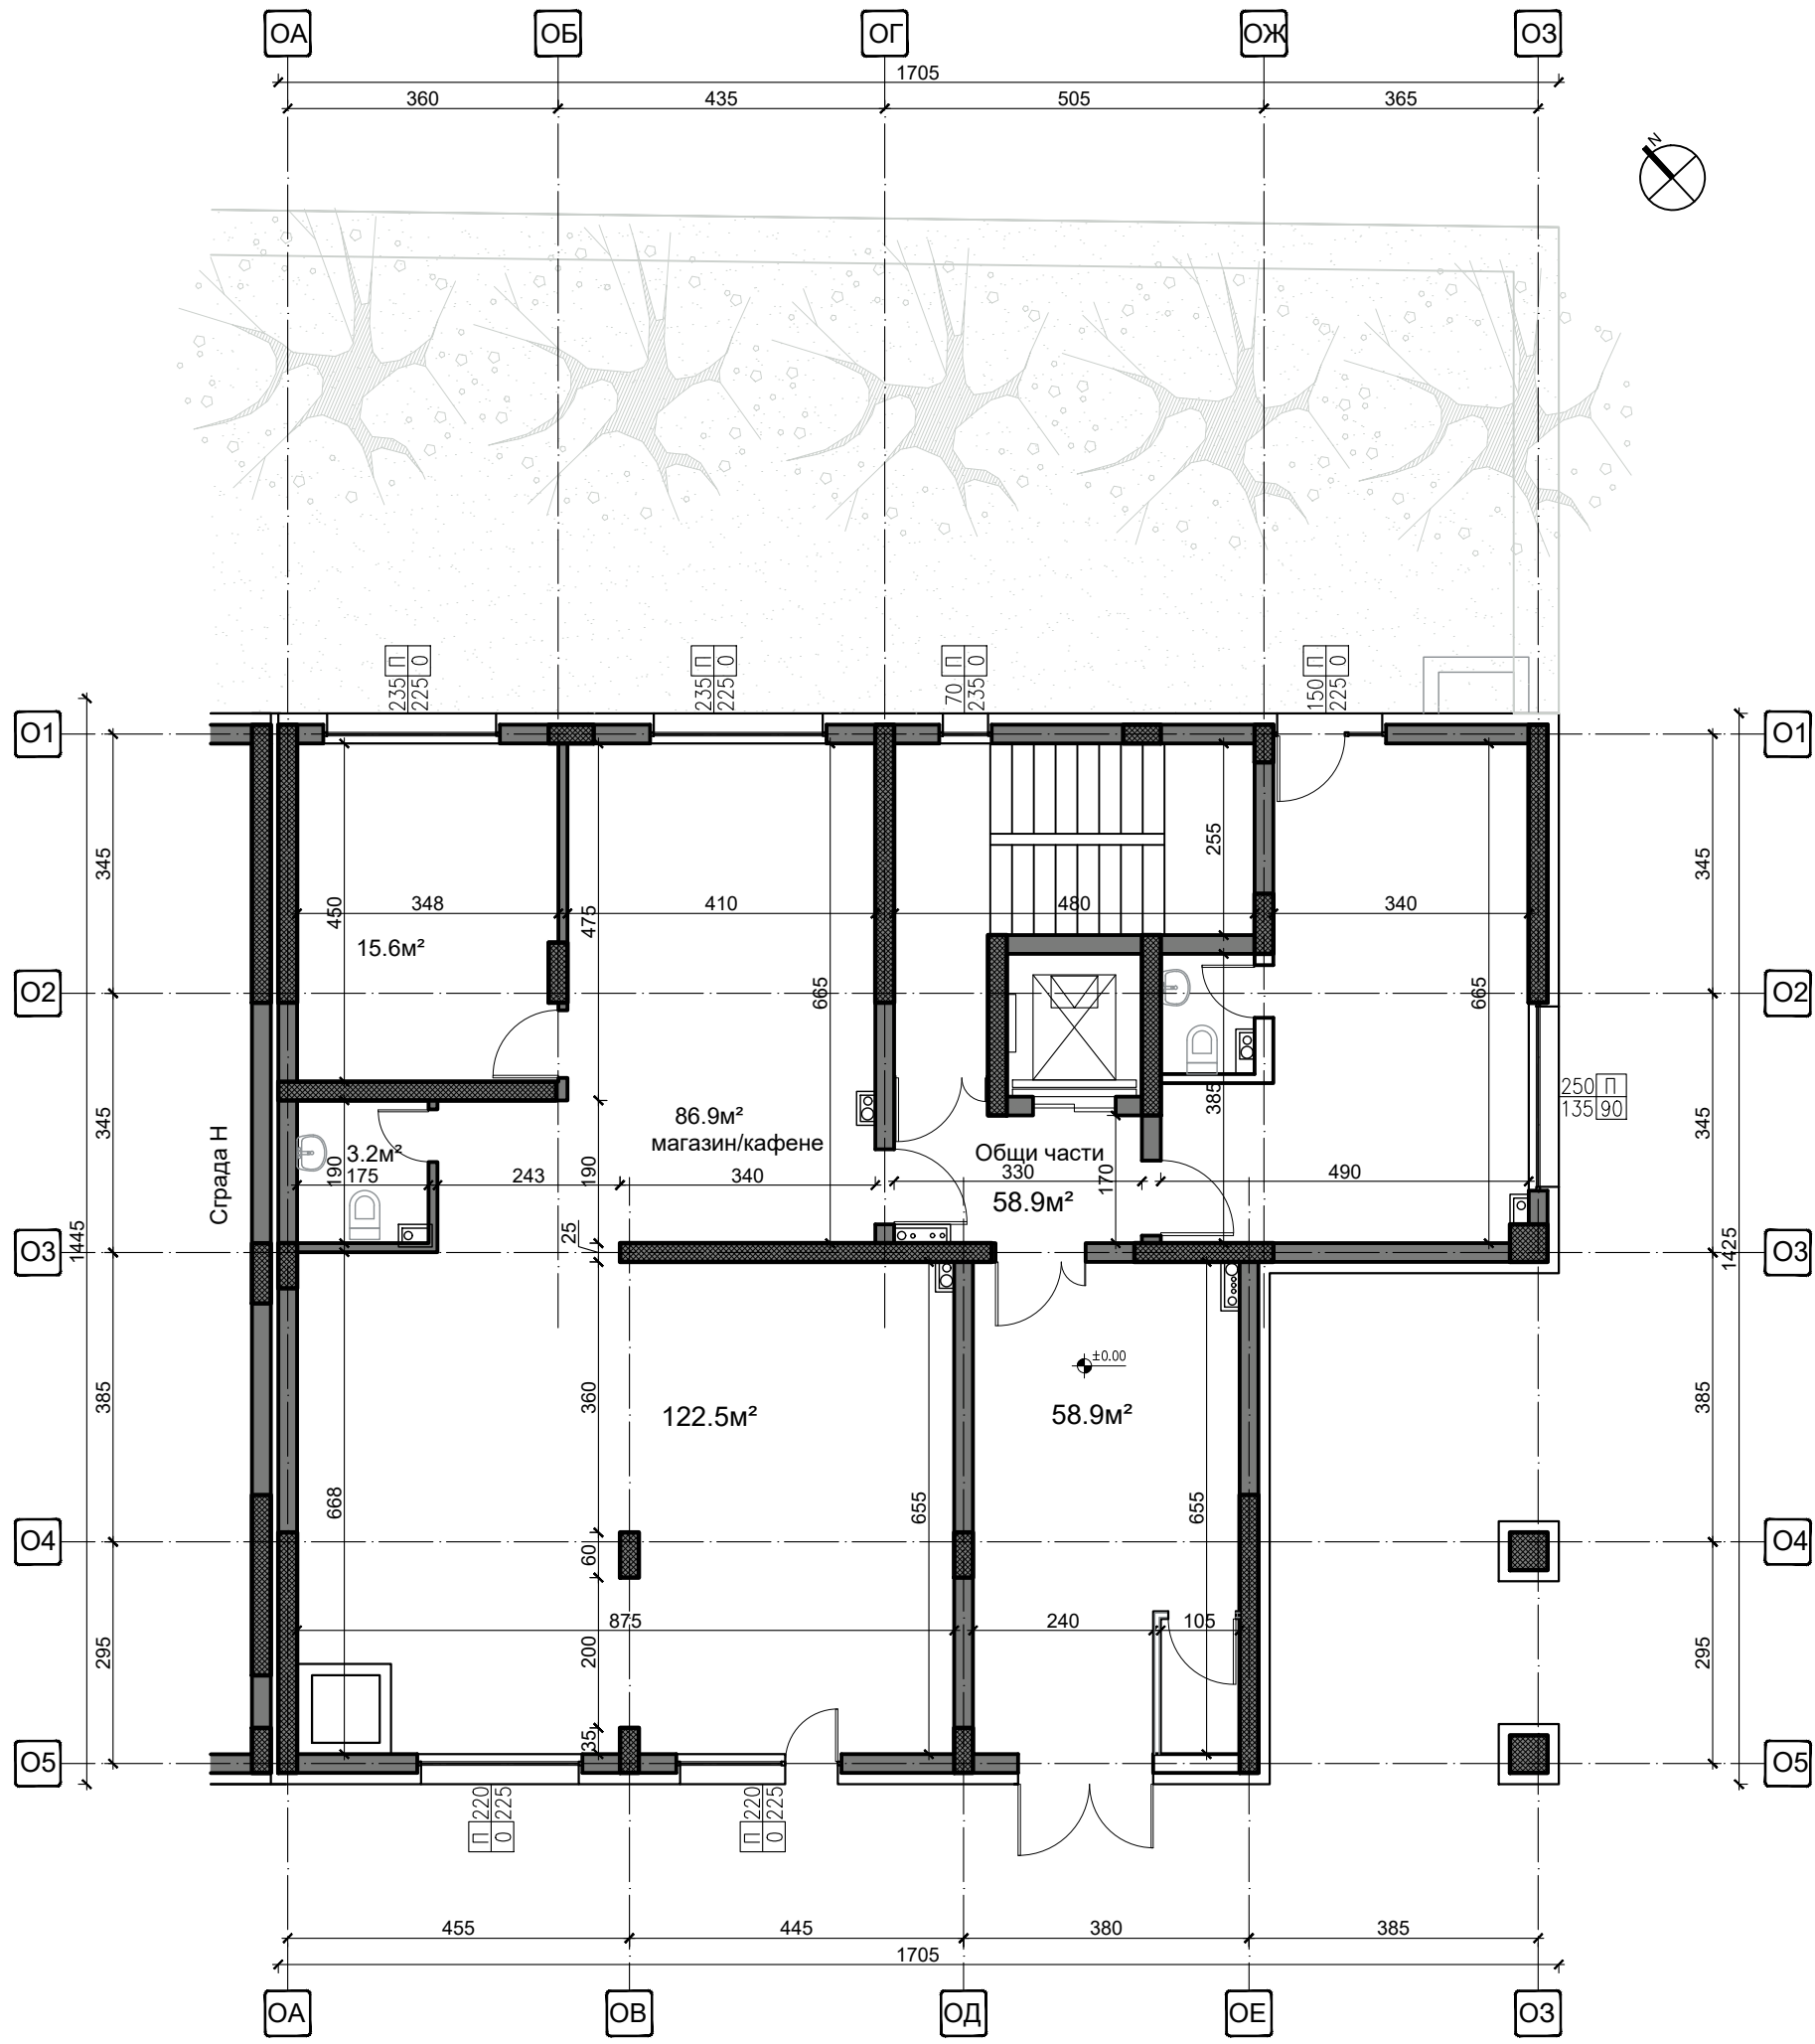 ОА ОБ ОГ ОЖ ОЗ
1705
360 435 505 365
N
235 П
225 0
235 П
225 0
70 П
235 0
150 П
225 0
О1 О1
345 450 348 475 410 665 480 255 340 665 345
15.6м²
О2 О2
250 П
135 90
Сграда Н
345 190 3.2м² 175 243 190 340 330 170 385 490 345
86.9м²
магазин/кафене
Общи части
58.9м²
1445 25 1425
О3 О3
±0.00
385 668 360 655 655 385
122.5м² 58.9м²
О4 О4
60
295 875 200 240 105 295
35
О5 О5
П 220
0 225
П 220
0 225
455 445 380 385
1705
ОА ОВ ОД ОЕ ОЗ